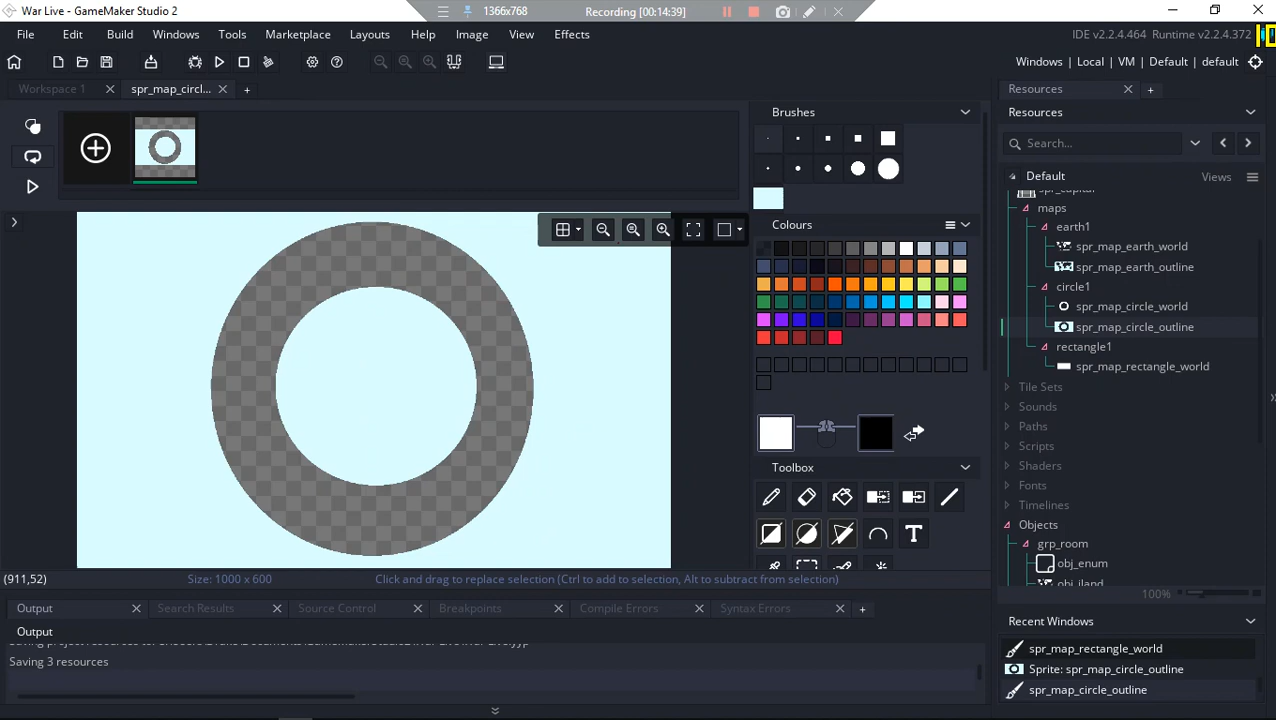 War Live - GameMaker Studio 2
1366x768
Recording [00:14:39]
File Edit Build Windows Tools Marketplace Layouts Help Image View Effects
IDE v2.2.4.464 Runtime v2.2.4.372
Windows | Local | VM | Default | default
Workspace 1
spr_map_circl...
Resources
Brushes
Resources
Search...
Default
Views
maps
earth1
spr_map_earth_world
Colours
spr_map_earth_outline
circle1
spr_map_circle_world
spr_map_circle_outline
rectangle1
spr_map_rectangle_world
Tile Sets
Sounds
Paths
Scripts
Toolbox
Shaders
Fonts
Timelines
Objects
grp_room
obj_enum
T
(911,52)
Size: 1000 x 600
Click and drag to replace selection (Ctrl to add to selection, Alt to subtract from selection)
100%
Output
Search Results
Source Control
Breakpoints
Compile Errors
Syntax Errors
Recent Windows
Output
spr_map_rectangle_world
Saving 3 resources
Sprite: spr_map_circle_outline
spr_map_circle_outline